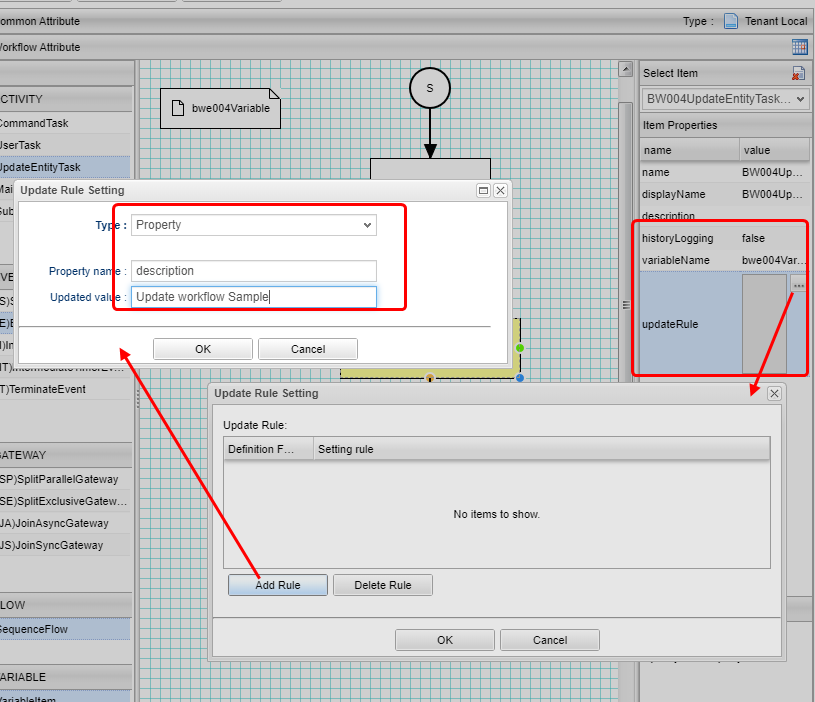 ommon Attribute
Type : Tenant Local
Vorkflow Attribute
CTIVITY
CommandTask
UserTask
UpdateEntityTask
Mai
Sub
bwe004Variable
S
Select Item
BW004UpdateEntityTask...
Item Properties
name value
name BW004Up...
displayName BW004Up...
description
historyLogging false
variableName bwe004Var...
updateRule
...
Update Rule Setting
Type : Property
Property name : description
Updated value : Update workflow Sample
OK Cancel
T)TerminateEvent
GATEWAY
SP)SplitParallelGateway
SE)SplitExclusiveGatew...
JA)JoinAsyncGateway
JS)JoinSyncGateway
LOW
SequenceFlow
ARIABLE
VariableItem
Update Rule Setting
Update Rule:
Definition F... Setting rule
No items to show.
Add Rule Delete Rule
OK Cancel